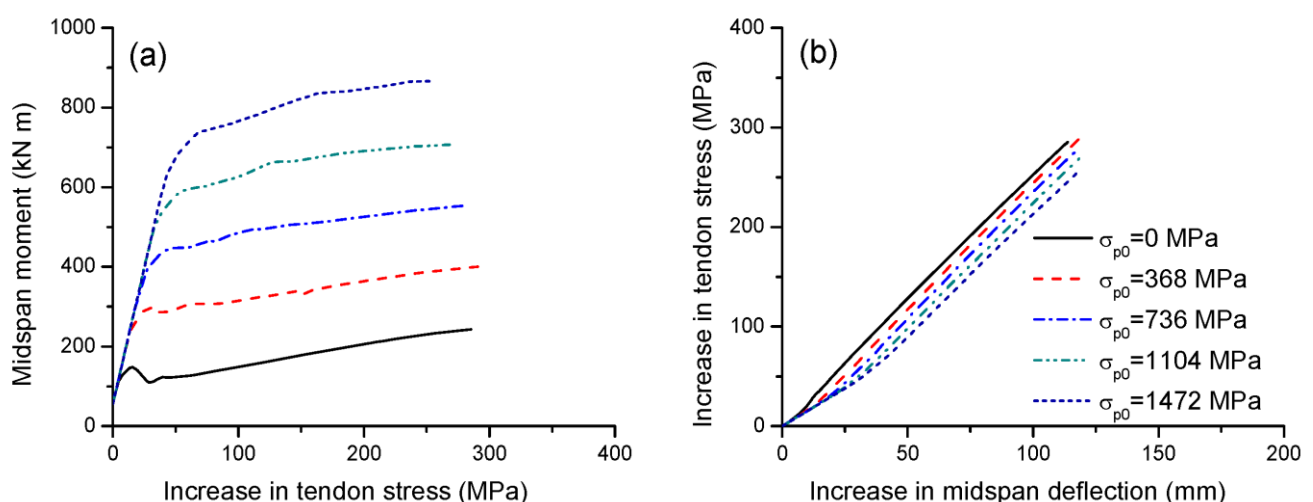 (a)
Midspan moment (kN m)
1000
800
600
400
200
0
0 100 200 300 400
Increase in tendon stress (MPa)
(b)
Increase in tendon stress (MPa)
400
300
200
100
0
0 50 100 150 200
Increase in midspan deflection (mm)
σp0=0 MPa
σp0=368 MPa
σp0=736 MPa
σp0=1104 MPa
σp0=1472 MPa